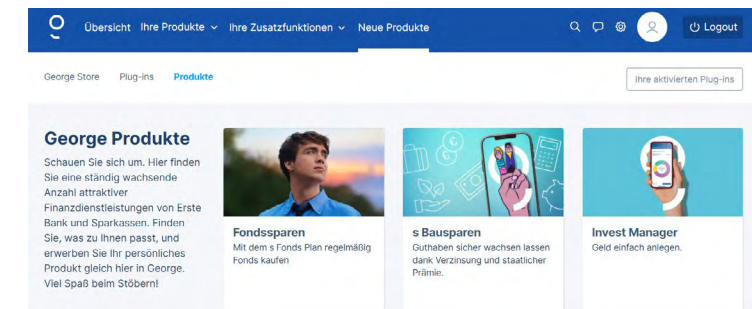 Übersicht Ihre Produkte Ihre Zusatzfunktionen Neue Produkte Logout
George Store Plug-ins Produkte Ihre aktivierten Plug-ins
George Produkte
Schauen Sie sich um. Hier finden
Sie eine ständig wachsende
Anzahl attraktiver
Finanzdienstleistungen von Erste
Bank und Sparkassen. Finden
Sie, was zu Ihnen passt, und
erwerben Sie Ihr persönliches
Produkt gleich hier in George.
Viel Spaß beim Stöbern!
Fondssparen
Mit dem s Fonds Plan regelmäßig
Fonds kaufen
s Bausparen
Guthaben sicher wachsen lassen
dank Verzinsung und staatlicher
Prämie.
Invest Manager
Geld einfach anlegen.